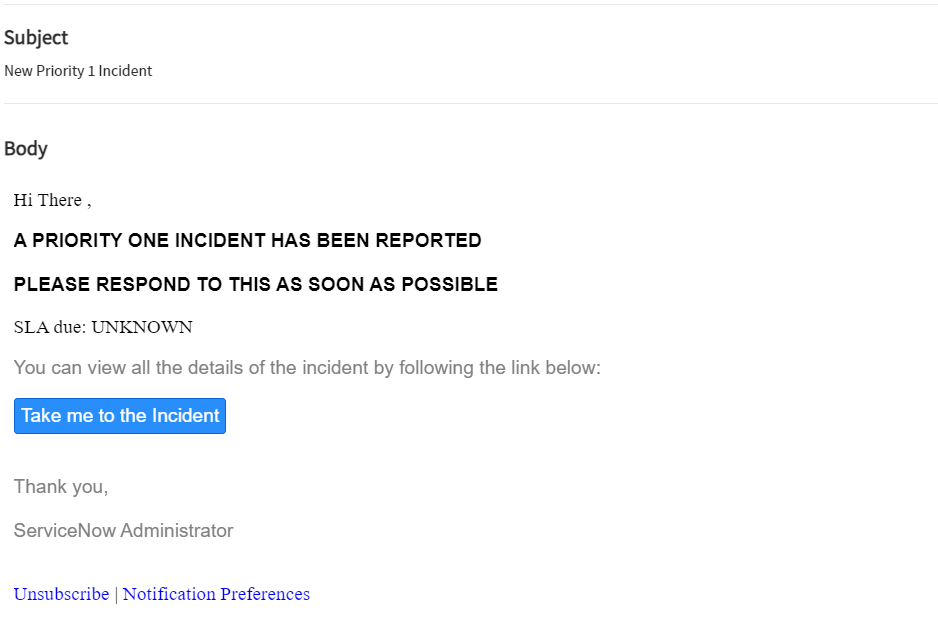 Subject
New Priority 1 Incident
Body
Hi There ,
A PRIORITY ONE INCIDENT HAS BEEN REPORTED
PLEASE RESPOND TO THIS AS SOON AS POSSIBLE
SLA due: UNKNOWN
You can view all the details of the incident by following the link below:
Take me to the Incident
Thank you,
ServiceNow Administrator
Unsubscribe | Notification Preferences